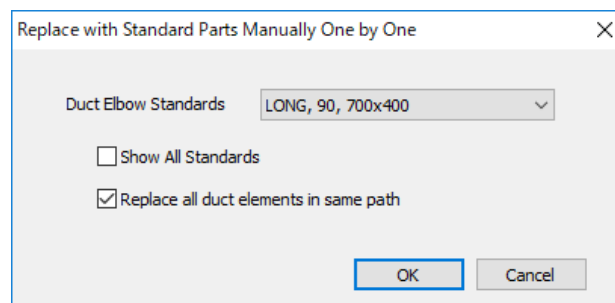 Replace with Standard Parts Manually One by One
Duct Elbow Standards LONG, 90, 700x400
Show All Standards
Replace all duct elements in same path
OK Cancel